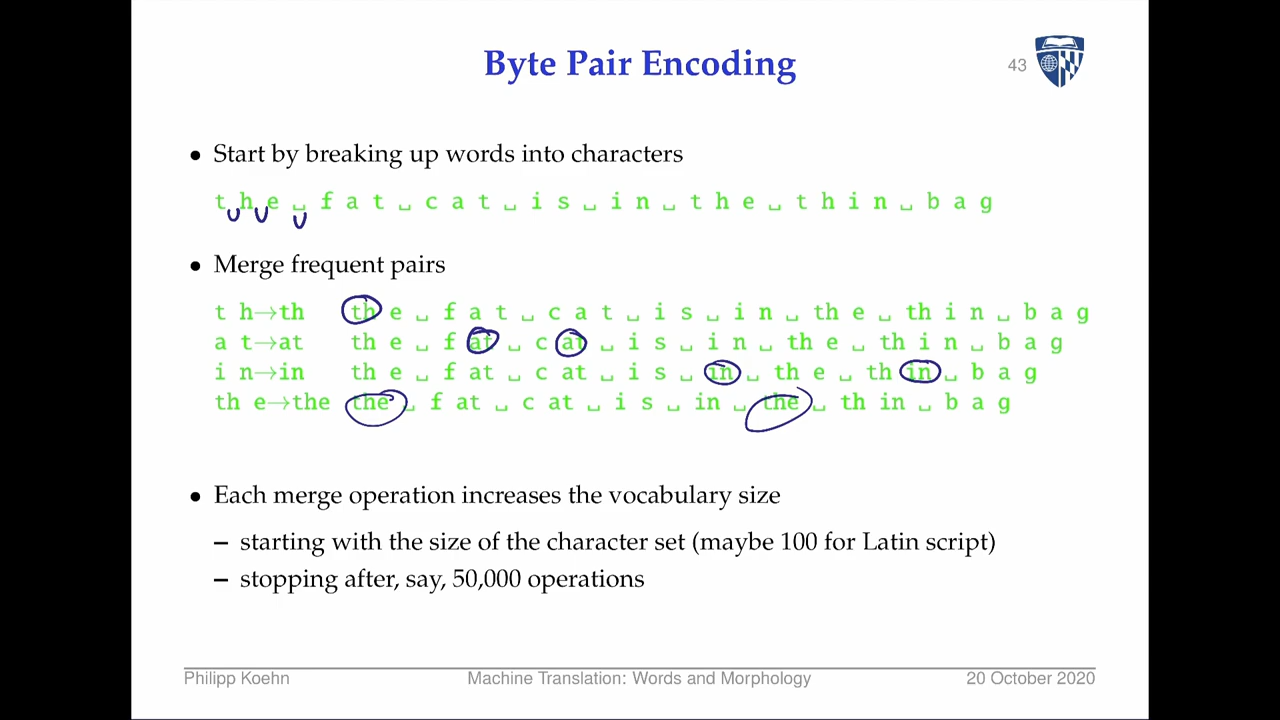 Byte Pair Encoding
43
• Start by breaking up words into characters
t h e ␣ f a t ␣ c a t ␣ i s ␣ i n ␣ t h e ␣ t h i n ␣ b a g
• Merge frequent pairs
t h→th th e ␣ f a t ␣ c a t ␣ i s ␣ i n ␣ th e ␣ th i n ␣ b a g
a t→at th e ␣ f at ␣ c at ␣ i s ␣ i n ␣ th e ␣ th i n ␣ b a g
i n→in th e ␣ f at ␣ c at ␣ i s ␣ in ␣ th e ␣ th in ␣ b a g
th e→the the ␣ f at ␣ c at ␣ i s ␣ in ␣ the ␣ th in ␣ b a g
• Each merge operation increases the vocabulary size
– starting with the size of the character set (maybe 100 for Latin script)
– stopping after, say, 50,000 operations
Philipp Koehn Machine Translation: Words and Morphology 20 October 2020